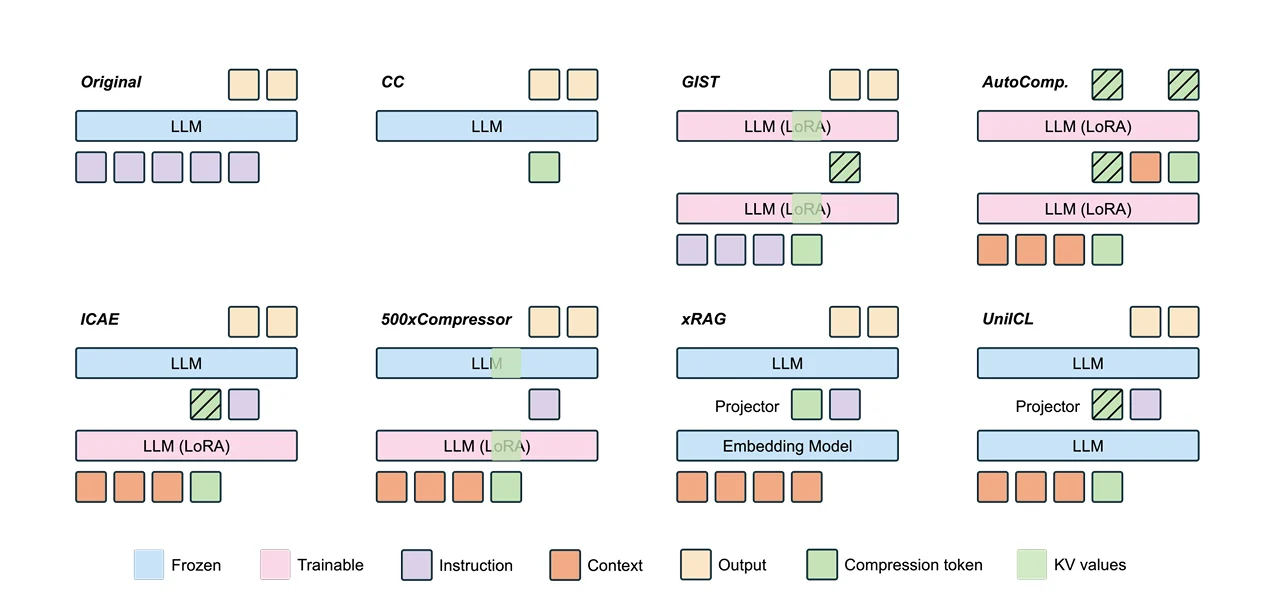 Original
LLM
CC
LLM
GIST
LLM (LoRA)
LLM (LoRA)
AutoComp.
LLM (LoRA)
LLM (LoRA)
ICAE
LLM
LLM (LoRA)
500xCompressor
LLM
LLM (LoRA)
xRAG
LLM
Projector
Embedding Model
UniICL
LLM
Projector
LLM
Frozen
Trainable
Instruction
Context
Output
Compression token
KV values